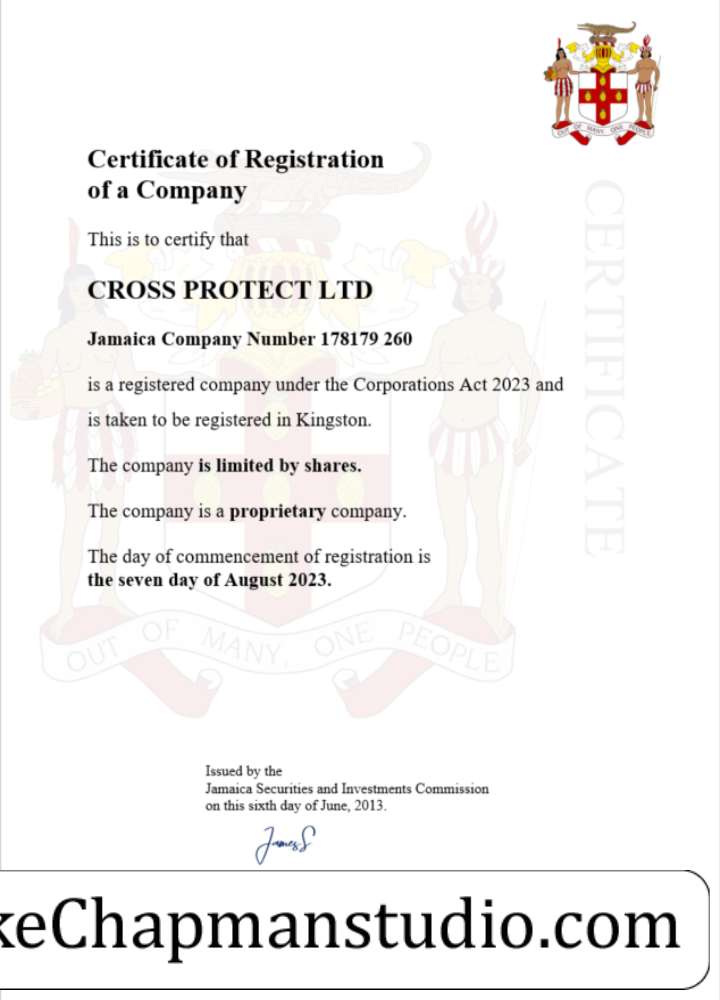 OUT OF MANY, ONE PEOPLE
Certificate of Registration
of a Company
This is to certify that
CROSS PROTECT LTD
Jamaica Company Number 178179 260
is a registered company under the Corporations Act 2023 and
is taken to be registered in Kingston.
The company is limited by shares.
The company is a proprietary company.
The day of commencement of registration is
the seven day of August 2023.
CERTIFICATE
OUT OF MANY, ONE PEOPLE
Issued by the
Jamaica Securities and Investments Commission
on this sixth day of June, 2013.
JamesS
keChapmanstudio.com